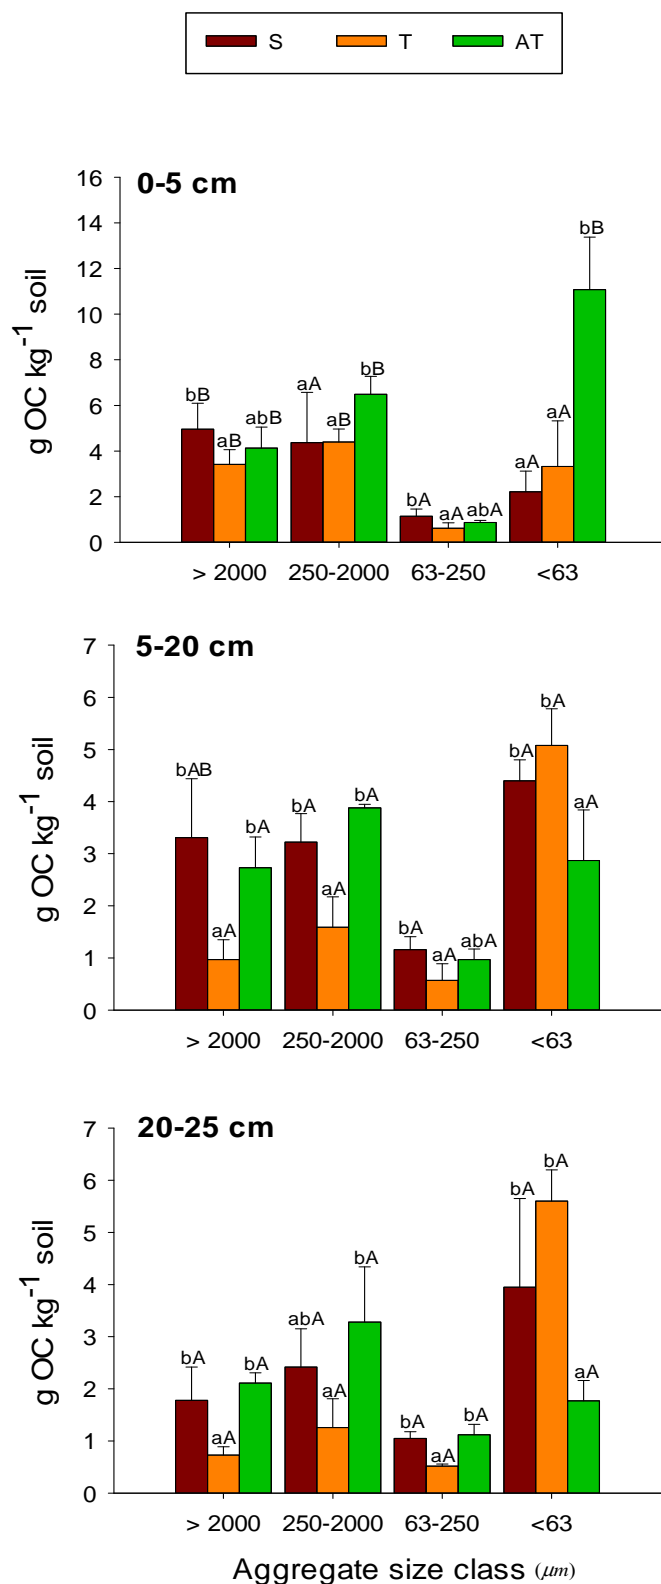 S T AT
0-5 cm
g OC kg-1 soil
16
14
12
10
8
6
4
2
0
bB aB abB aA aB bB bA aA abA aA aA bB
> 2000 250-2000 63-250 <63
5-20 cm
g OC kg-1 soil
7
6
5
4
3
2
1
0
bAB aA bA bA aA bA bA aA abA bA bA aA
> 2000 250-2000 63-250 <63
20-25 cm
g OC kg-1 soil
7
6
5
4
3
2
1
0
bA aA bA abA aA bA bA aA bA bA bA aA
> 2000 250-2000 63-250 <63
Aggregate size class (μm)